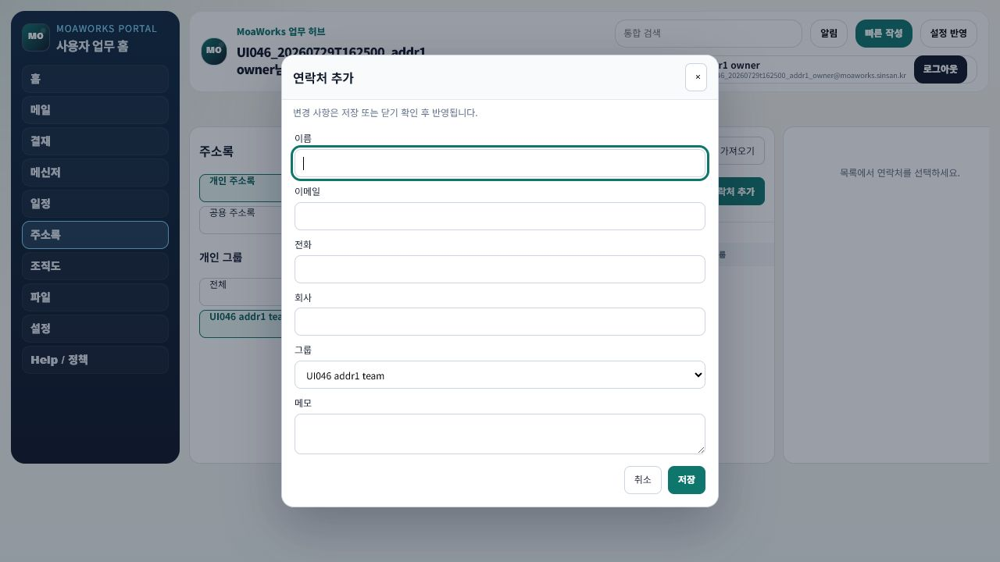 MO
MOAWORKS PORTAL
사용자 업무 홈
홈
메일
결재
메신저
일정
주소록
조직도
파일
설정
Help / 정책
MO
MoaWorks 업무 허브
UI046_20260729T162500_addr1
owner님
통합 검색
알림
빠른 작성
설정 반영
r1 owner
46_20260729t162500_addr1_owner@moaworks.sinsan.kr
로그아웃
주소록
개인 주소록
공용 주소록
개인 그룹
전체
UI046 addr1 tea
가져오기
락처 추가
룹
목록에서 연락처를 선택하세요.
연락처 추가
×
변경 사항은 저장 또는 닫기 확인 후 반영됩니다.
이름
이메일
전화
회사
그룹
UI046 addr1 team
메모
취소
저장